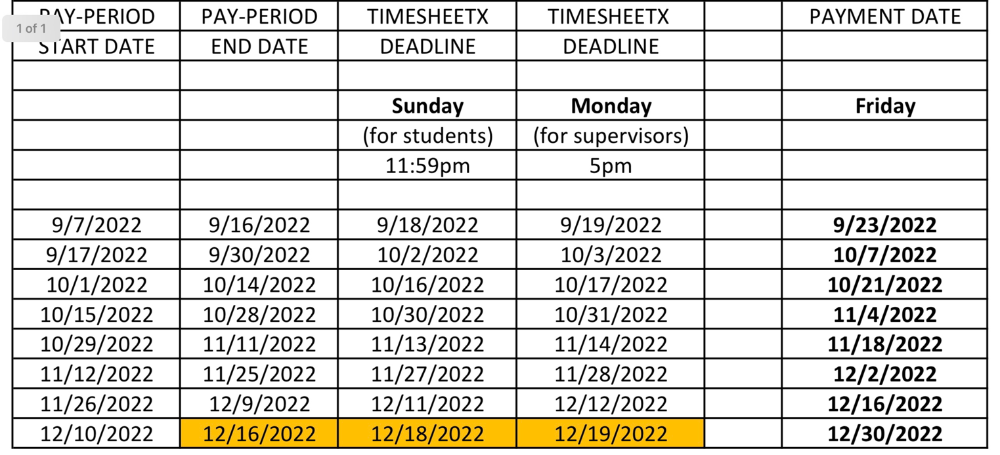 PAY-PERIOD PAY-PERIOD TIMESHEETX TIMESHEETX PAYMENT DATE
1 of 1
START DATE END DATE DEADLINE DEADLINE
Sunday Monday Friday
(for students) (for supervisors)
11:59pm 5pm
9/7/2022 9/16/2022 9/18/2022 9/19/2022 9/23/2022
9/17/2022 9/30/2022 10/2/2022 10/3/2022 10/7/2022
10/1/2022 10/14/2022 10/16/2022 10/17/2022 10/21/2022
10/15/2022 10/28/2022 10/30/2022 10/31/2022 11/4/2022
10/29/2022 11/11/2022 11/13/2022 11/14/2022 11/18/2022
11/12/2022 11/25/2022 11/27/2022 11/28/2022 12/2/2022
11/26/2022 12/9/2022 12/11/2022 12/12/2022 12/16/2022
12/10/2022 12/16/2022 12/18/2022 12/19/2022 12/30/2022